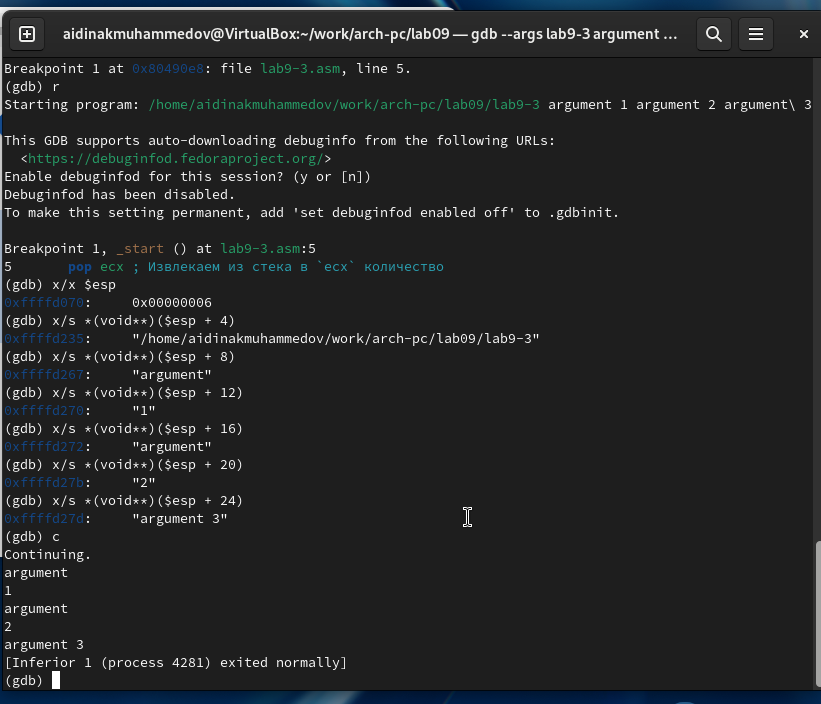 aidinakmuhammedov@VirtualBox:~/work/arch-pc/lab09 — gdb --args lab9-3 argument ...
Breakpoint 1 at 0x80490e8: file lab9-3.asm, line 5.
(gdb) r
Starting program: /home/aidinakmuhammedov/work/arch-pc/lab09/lab9-3 argument 1 argument 2 argument\ 3
This GDB supports auto-downloading debuginfo from the following URLs:
<https://debuginfod.fedoraproject.org/>
Enable debuginfod for this session? (y or [n])
Debuginfod has been disabled.
To make this setting permanent, add 'set debuginfod enabled off' to .gdbinit.
Breakpoint 1, _start () at lab9-3.asm:5
5 pop ecx ; Извлекаем из стека в `ecx` количество
(gdb) x/x $esp
0xffffd070: 0x00000006
(gdb) x/s *(void**)($esp + 4)
0xffffd235: "/home/aidinakmuhammedov/work/arch-pc/lab09/lab9-3"
(gdb) x/s *(void**)($esp + 8)
0xffffd267: "argument"
(gdb) x/s *(void**)($esp + 12)
0xffffd270: "1"
(gdb) x/s *(void**)($esp + 16)
0xffffd272: "argument"
(gdb) x/s *(void**)($esp + 20)
0xffffd27b: "2"
(gdb) x/s *(void**)($esp + 24)
0xffffd27d: "argument 3"
(gdb) c
Continuing.
argument
1
argument
2
argument 3
[Inferior 1 (process 4281) exited normally]
(gdb)